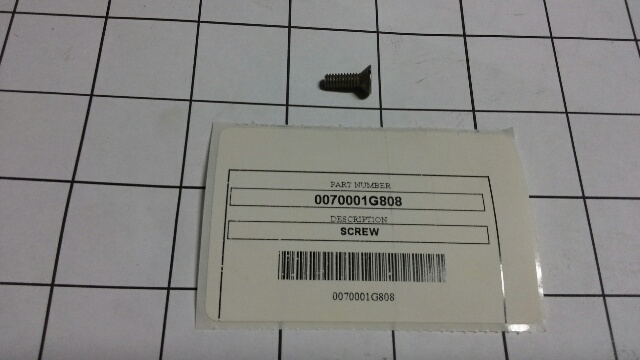 PART NUMBER
0070001G808
DESCRIPTION
SCREW
0070001G808